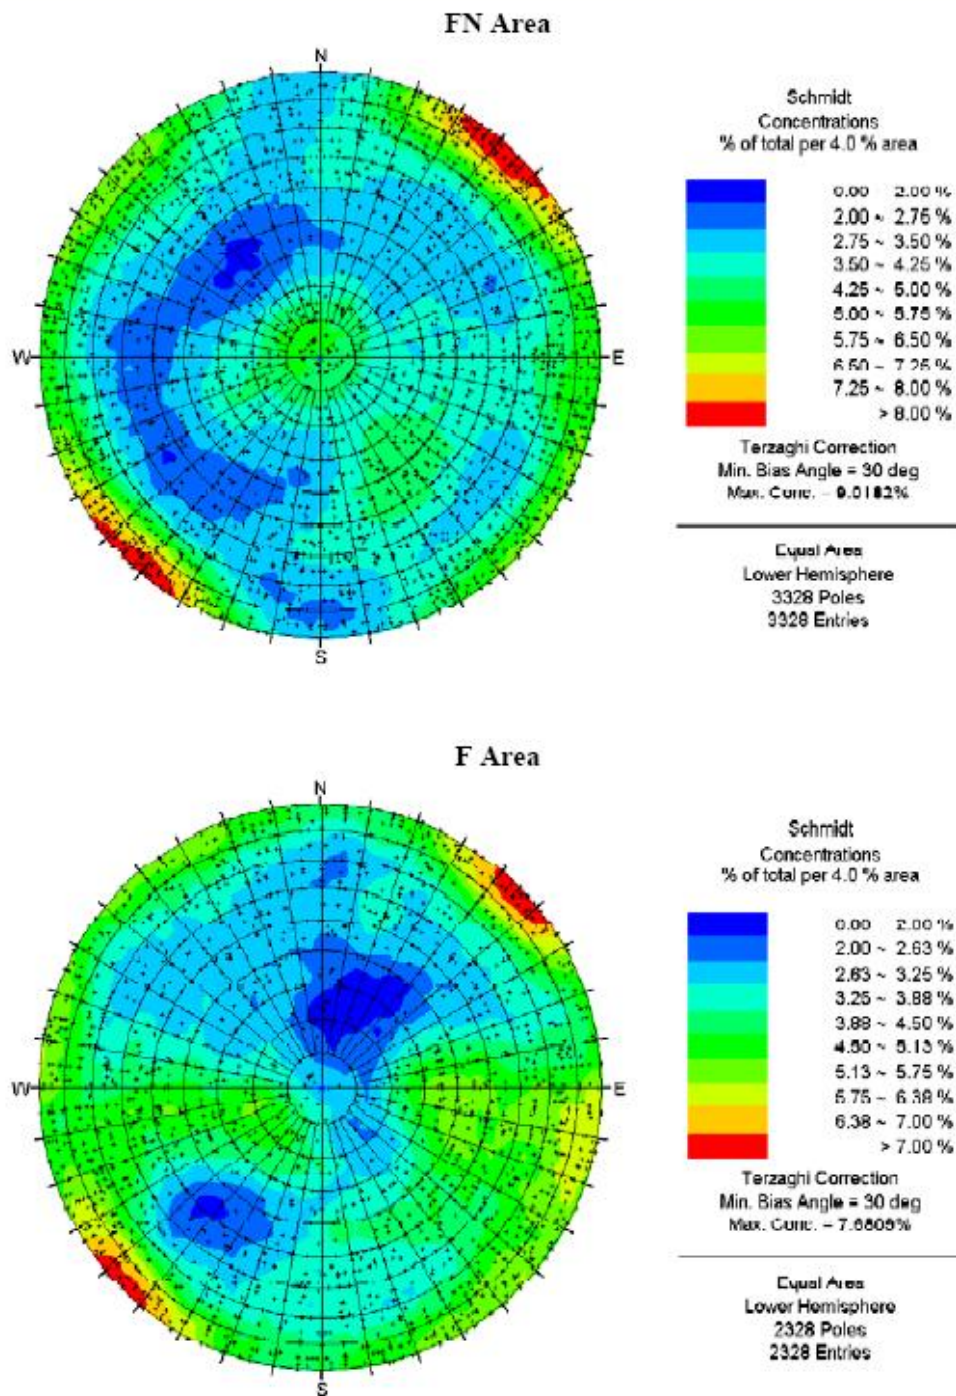 FN Area
N
W
E
S
Schmidt
Concentrations
% of total per 4.0 % area
0.00 2.00 %
2.00 ~ 2.75 %
2.75 ~ 3.50 %
3.50 ~ 4.25 %
4.25 ~ 5.00 %
5.00 ~ 5.75 %
5.75 ~ 6.50 %
6.50 ~ 7.25 %
7.25 ~ 8.00 %
> 8.00 %
Terzaghi Correction
Min. Bias Angle = 30 deg
Max. Conc. = 9.0182%
Equal Area
Lower Hemisphere
3328 Poles
3328 Entries
F Area
N
W
E
S
Schmidt
Concentrations
% of total per 4.0 % area
0.00 2.00 %
2.00 ~ 2.63 %
2.63 ~ 3.25 %
3.25 ~ 3.88 %
3.88 ~ 4.50 %
4.50 ~ 5.13 %
5.13 ~ 5.75 %
5.75 ~ 6.38 %
6.38 ~ 7.00 %
> 7.00 %
Terzaghi Correction
Min. Bias Angle = 30 deg
Max. Conc. =
Equal Area
Lower Hemisphere
2328 Poles
2328 Entries